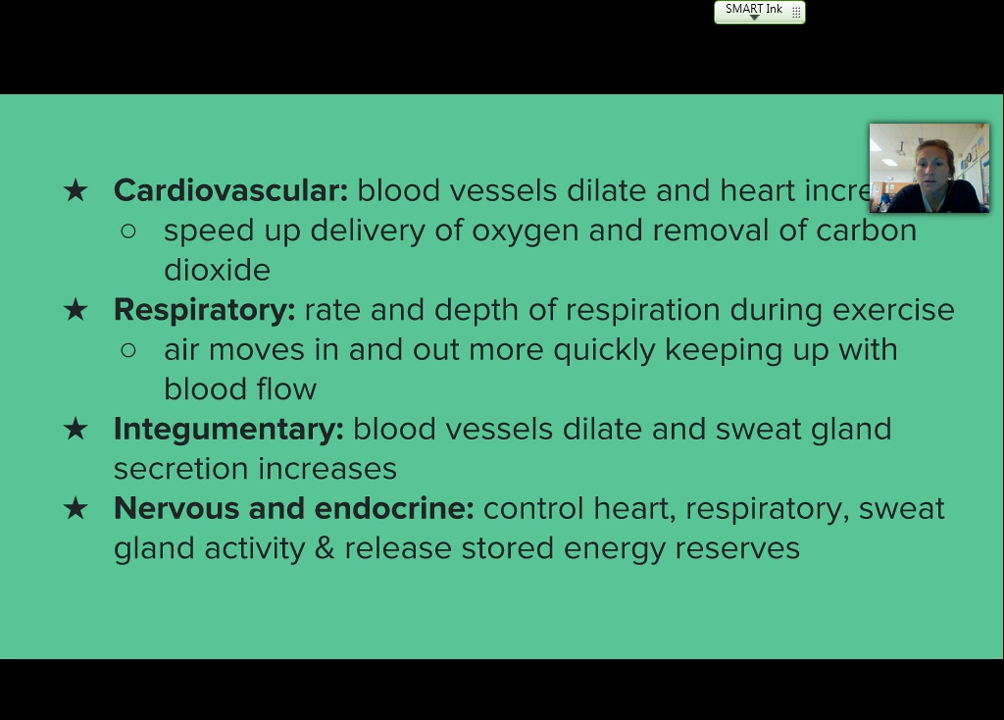 SMART Ink
★ Cardiovascular: blood vessels dilate and heart
○ speed up delivery of oxygen and removal of carbon
dioxide
★ Respiratory: rate and depth of respiration during exercise
○ air moves in and out more quickly keeping up with
blood flow
★ Integumentary: blood vessels dilate and sweat gland
secretion increases
★ Nervous and endocrine: control heart, respiratory, sweat
gland activity & release stored energy reserves